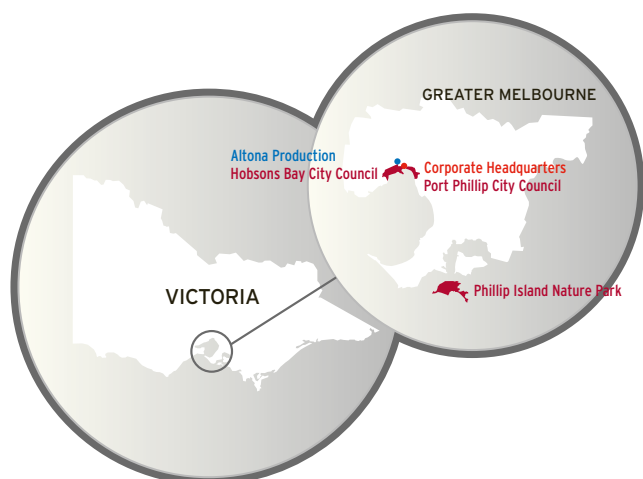 GREATER MELBOURNE
Altona Production
Hobsons Bay City Council
Corporate Headquarters
Port Phillip City Council
Phillip Island Nature Park
VICTORIA